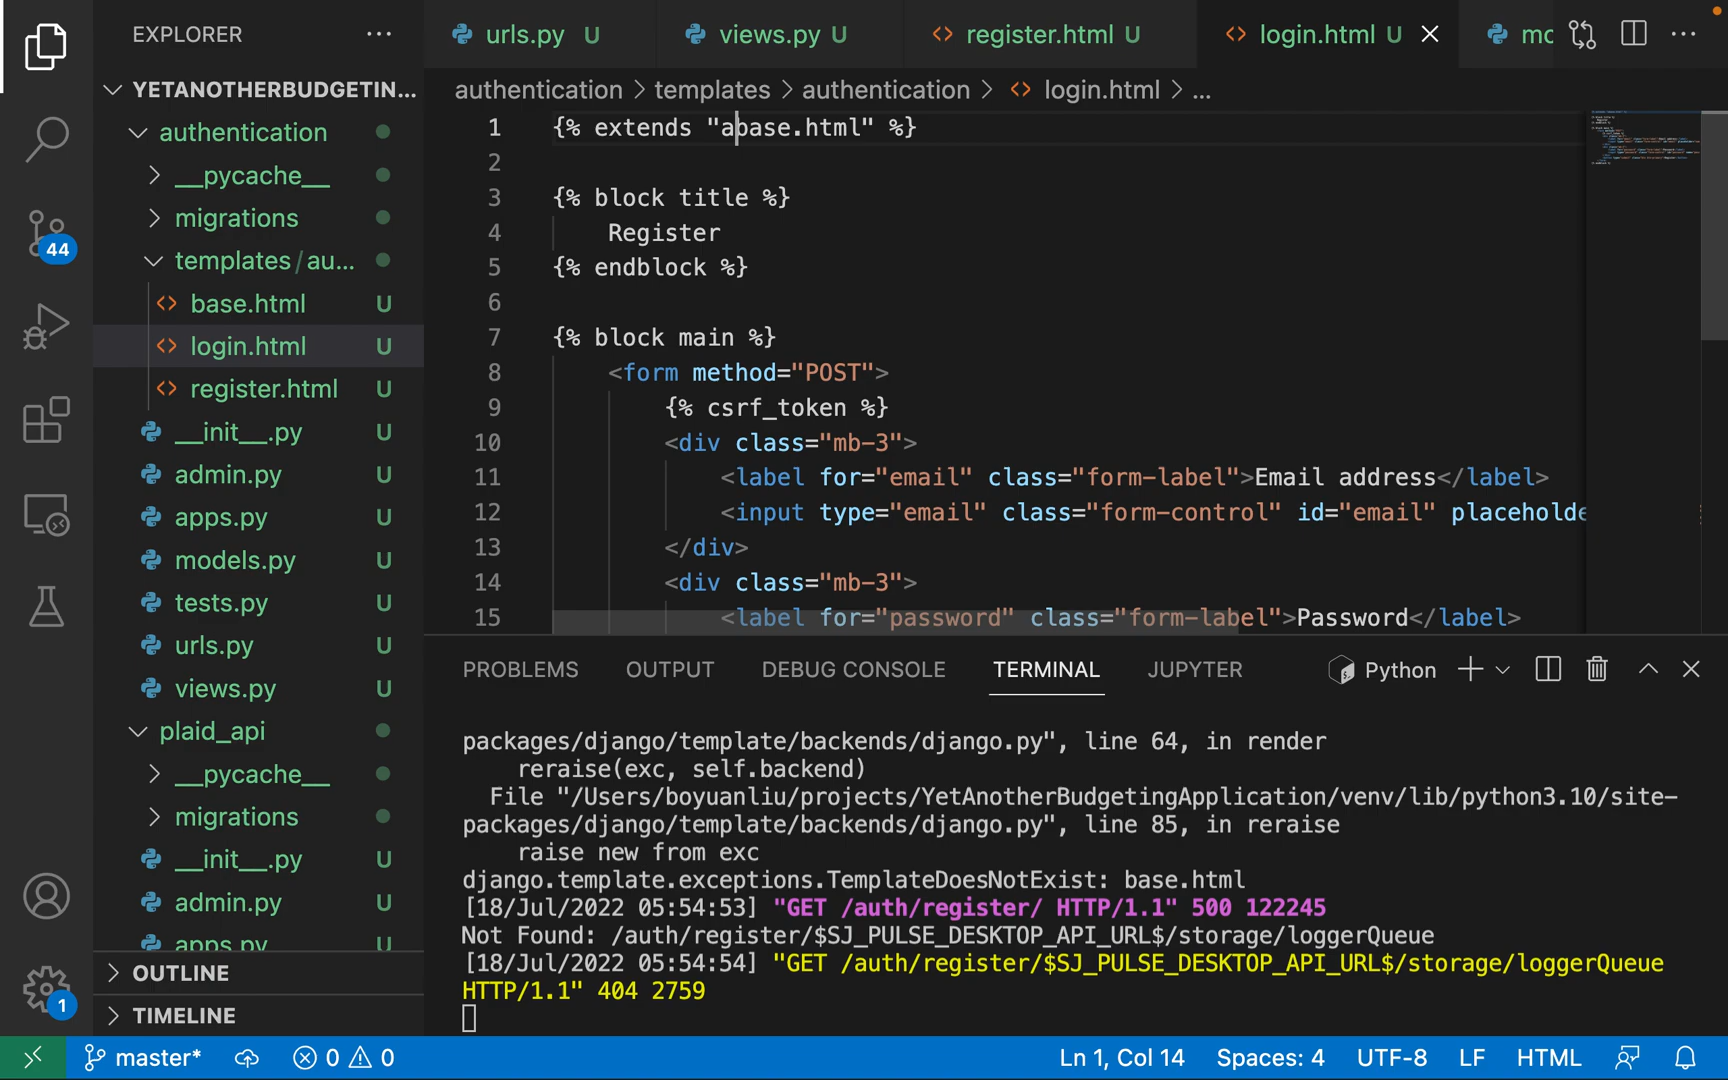 EXPLORER
YETANOTHERBUDGETIN...
authentication
__pycache__
migrations
templates/au...
base.html U
login.html U
register.html U
__init__.py U
admin.py U
apps.py U
models.py U
tests.py U
urls.py U
views.py U
plaid_api
__pycache__
migrations
__init__.py U
admin.py U
apps.py U
OUTLINE
TIMELINE
44
1
urls.py U views.py U register.html U login.html U mo
authentication > templates > authentication > login.html > ...
1 {% extends "abase.html" %}
2
3 {% block title %}
4 Register
5 {% endblock %}
6
7 {% block main %}
8 <form method="POST">
9 {% csrf_token %}
10 <div class="mb-3">
11 <label for="email" class="form-label">Email address</label>
12 <input type="email" class="form-control" id="email" placeholde
13 </div>
14 <div class="mb-3">
15 <label for="password" class="form-label">Password</label>
PROBLEMS OUTPUT DEBUG CONSOLE TERMINAL JUPYTER Python
packages/django/template/backends/django.py", line 64, in render
reraise(exc, self.backend)
File "/Users/boyuanliu/projects/YetAnotherBudgetingApplication/venv/lib/python3.10/site-
packages/django/template/backends/django.py", line 85, in reraise
raise new from exc
django.template.exceptions.TemplateDoesNotExist: base.html
[18/Jul/2022 05:54:53] "GET /auth/register/ HTTP/1.1" 500 122245
Not Found: /auth/register/$SJ_PULSE_DESKTOP_API_URL$/storage/loggerQueue
[18/Jul/2022 05:54:54] "GET /auth/register/$SJ_PULSE_DESKTOP_API_URL$/storage/loggerQueue
HTTP/1.1" 404 2759
master* 0 0 Ln 1, Col 14 Spaces: 4 UTF-8 LF HTML